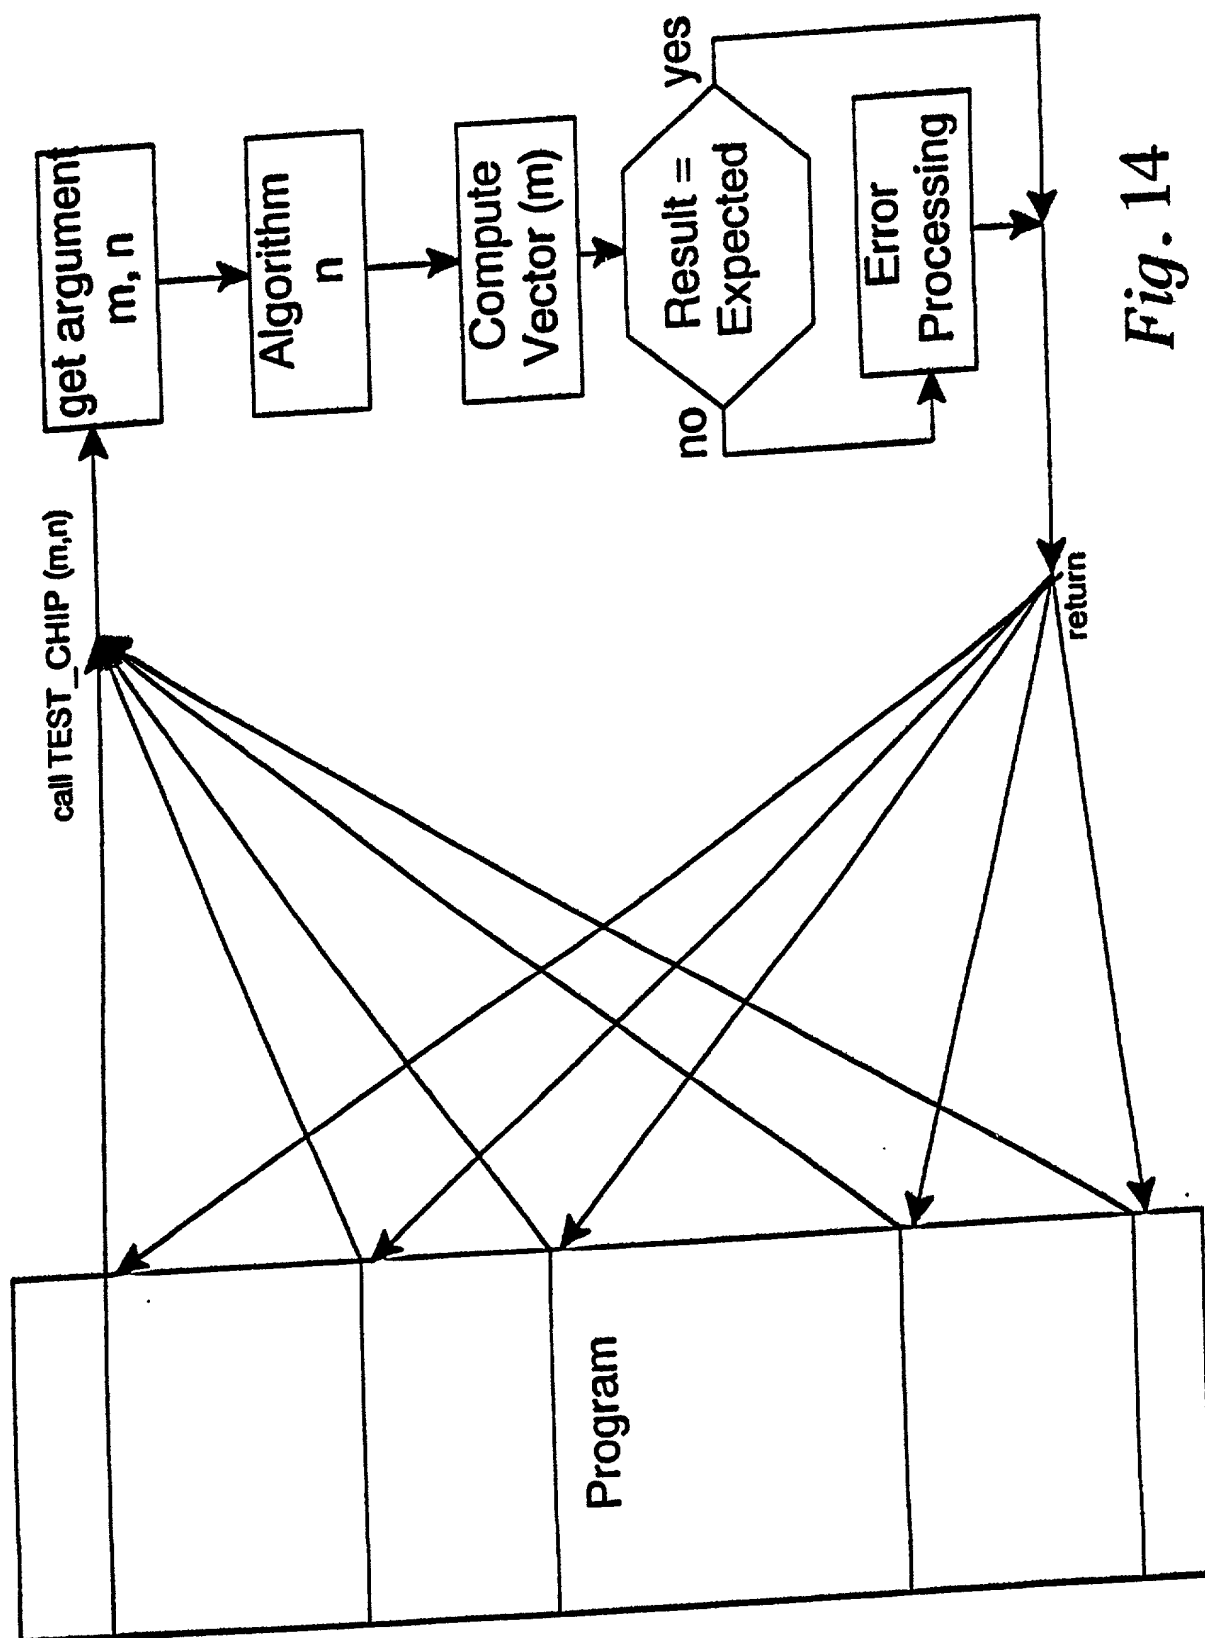 call TEST_CHIP (m,n)
get argument
m, n
Algorithm
n
Compute
Vector (m)
Result =
Expected
yes
no
Error
Processing
return
Program
Fig. 14